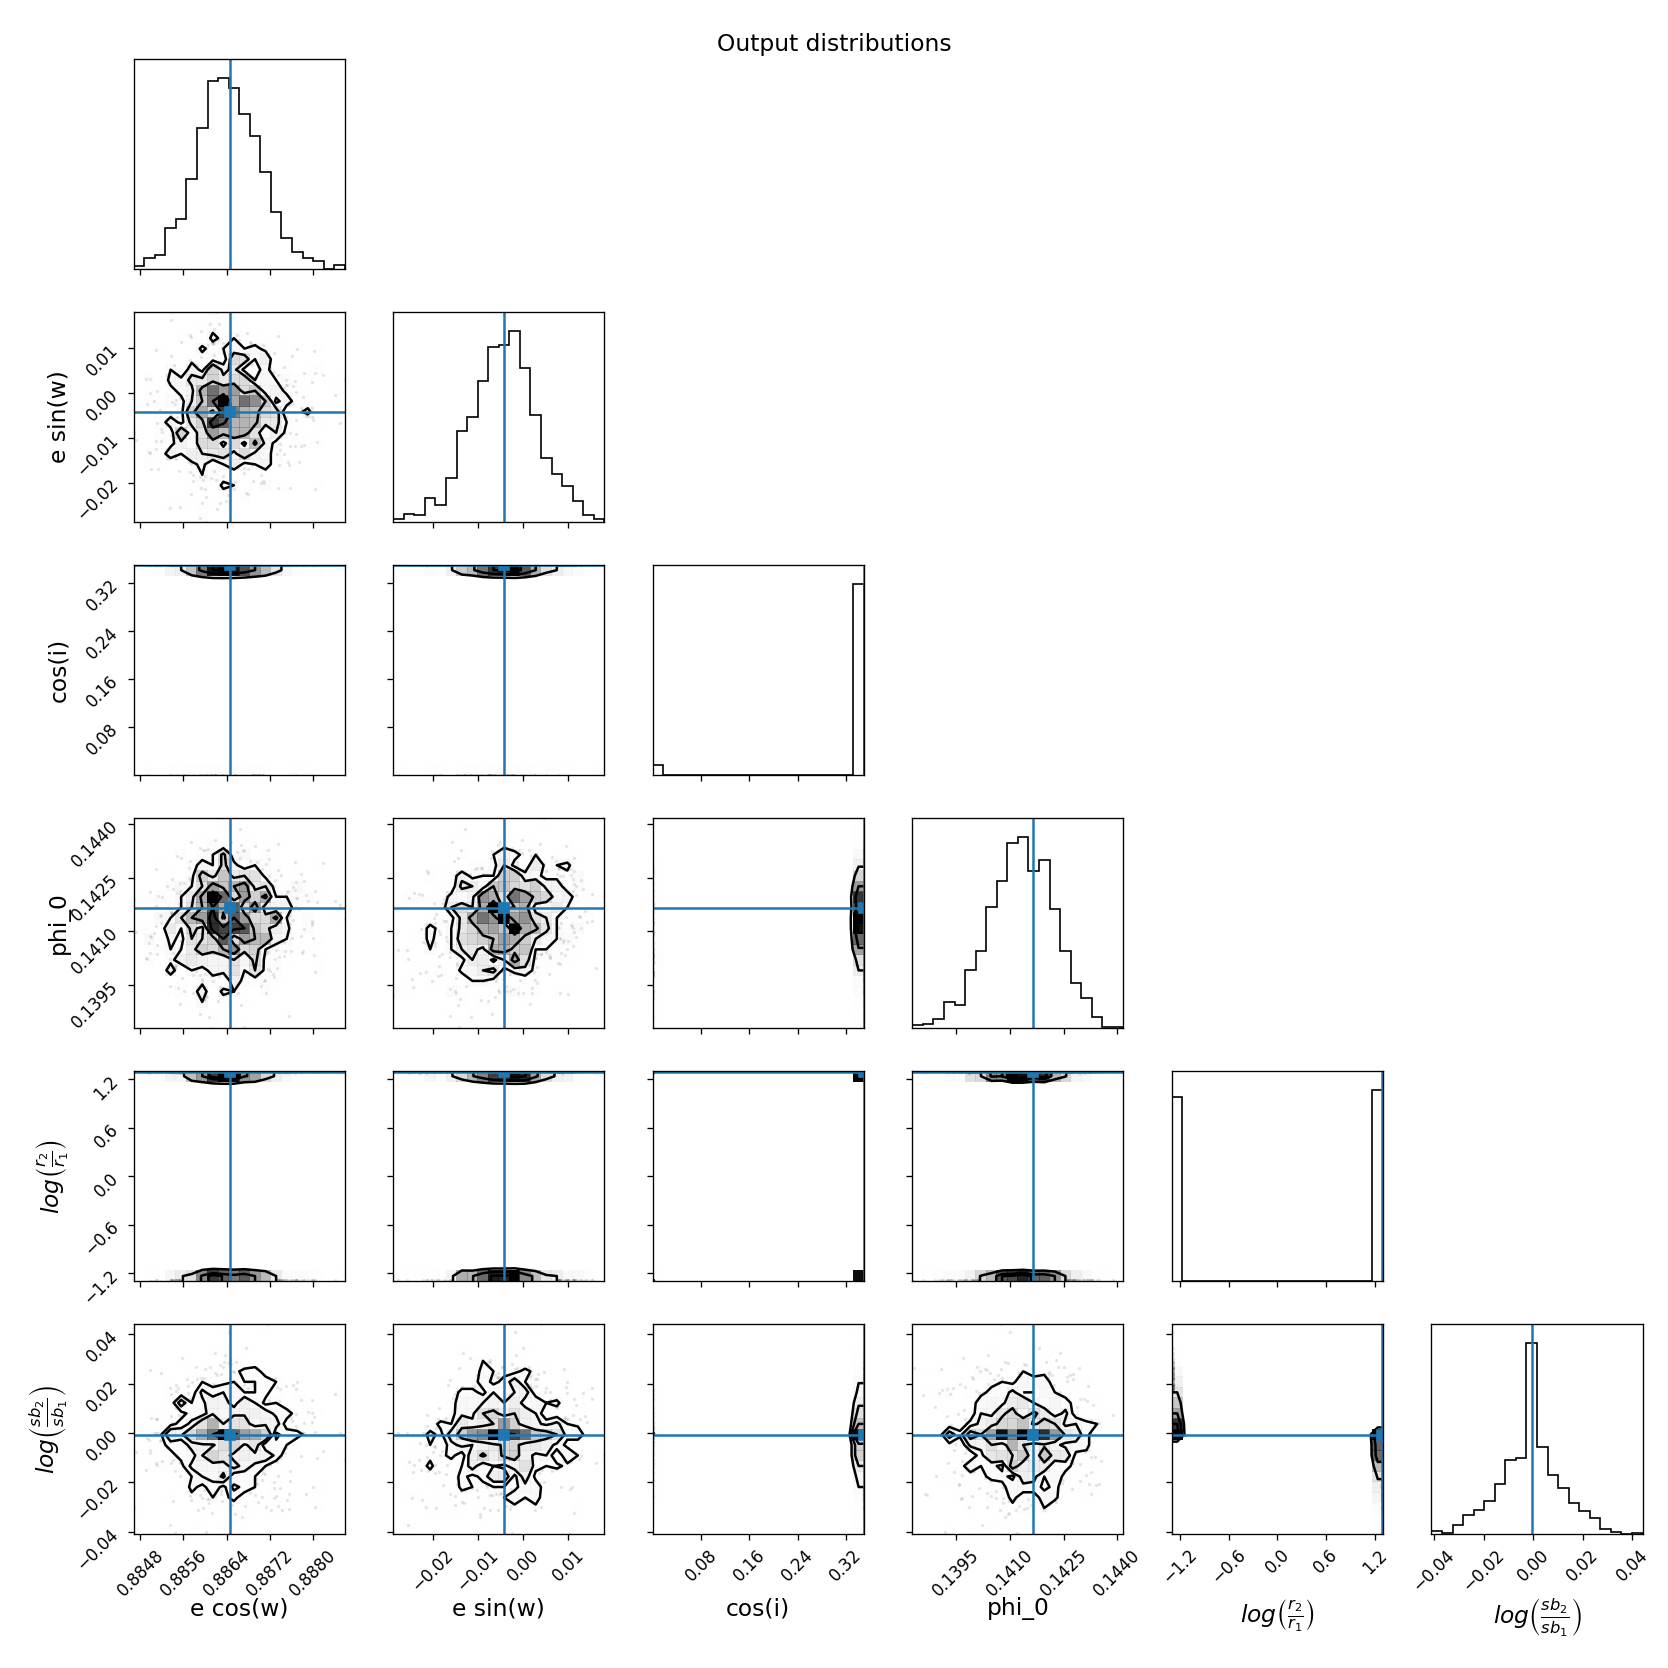 Output distributions
e sin(w)
0.01
0.00
−0.01
−0.02
cos(i)
0.32
0.24
0.16
0.08
phi_0
0.1440
0.1425
0.1410
0.1395
log(r2/r1)
1.2
0.6
0.0
−0.6
−1.2
log(sb2/sb1)
0.04
0.02
0.00
−0.02
−0.04
0.8848 0.8856 0.8864 0.8872 0.8880
−0.02 −0.01 0.00 0.01
0.08 0.16 0.24 0.32
0.1395 0.1410 0.1425 0.1440
−1.2 −0.6 0.0 0.6 1.2
−0.04 −0.02 0.00 0.02 0.04
e cos(w) e sin(w) cos(i) phi_0 log(r2/r1) log(sb2/sb1)